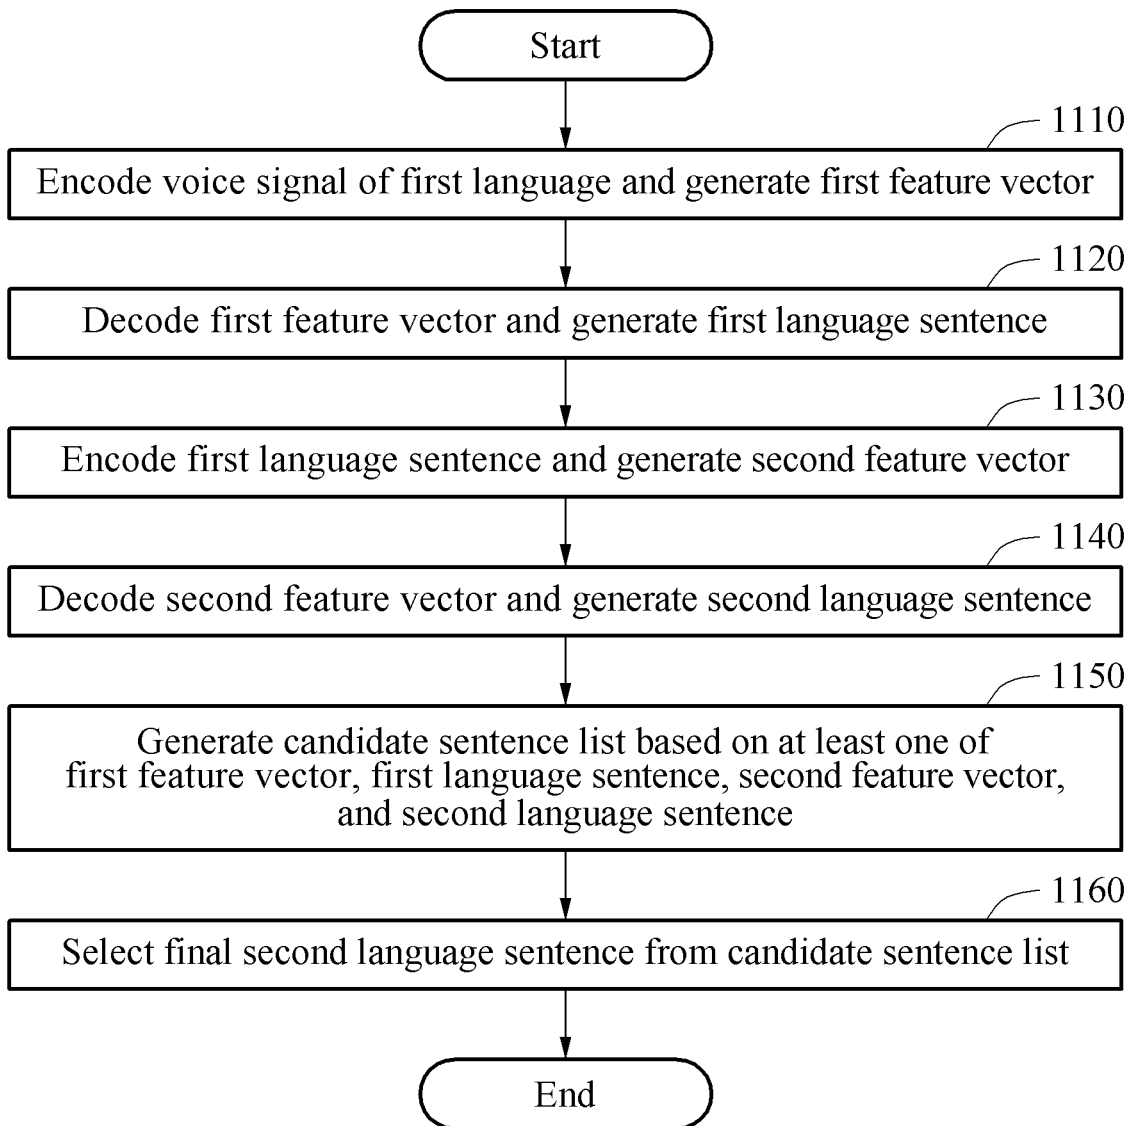 Start
1110
Encode voice signal of first language and generate first feature vector
1120
Decode first feature vector and generate first language sentence
1130
Encode first language sentence and generate second feature vector
1140
Decode second feature vector and generate second language sentence
1150
Generate candidate sentence list based on at least one of
first feature vector, first language sentence, second feature vector,
and second language sentence
1160
Select final second language sentence from candidate sentence list
End